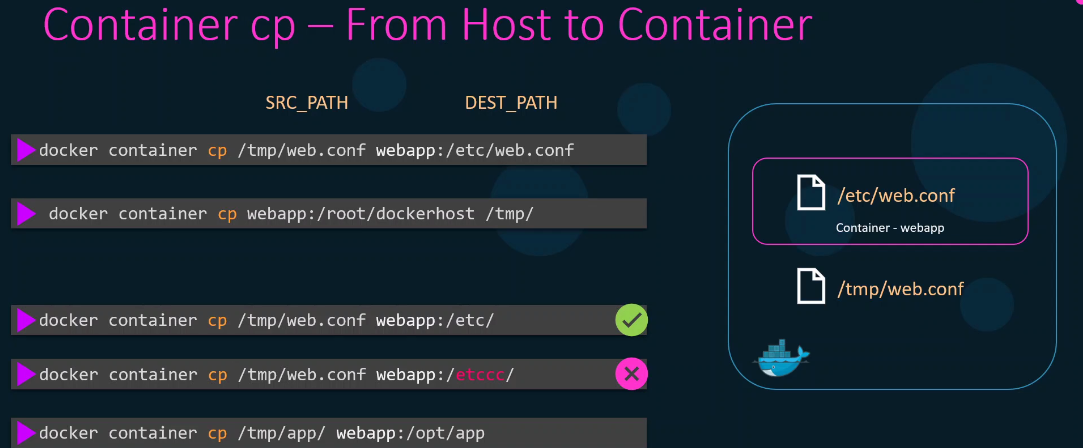 Container cp – From Host to Container
SRC_PATH
DEST_PATH
docker container cp /tmp/web.conf webapp:/etc/web.conf
docker container cp webapp:/root/dockerhost /tmp/
docker container cp /tmp/web.conf webapp:/etc/
docker container cp /tmp/web.conf webapp:/etccc/
docker container cp /tmp/app/ webapp:/opt/app
/etc/web.conf
Container - webapp
/tmp/web.conf